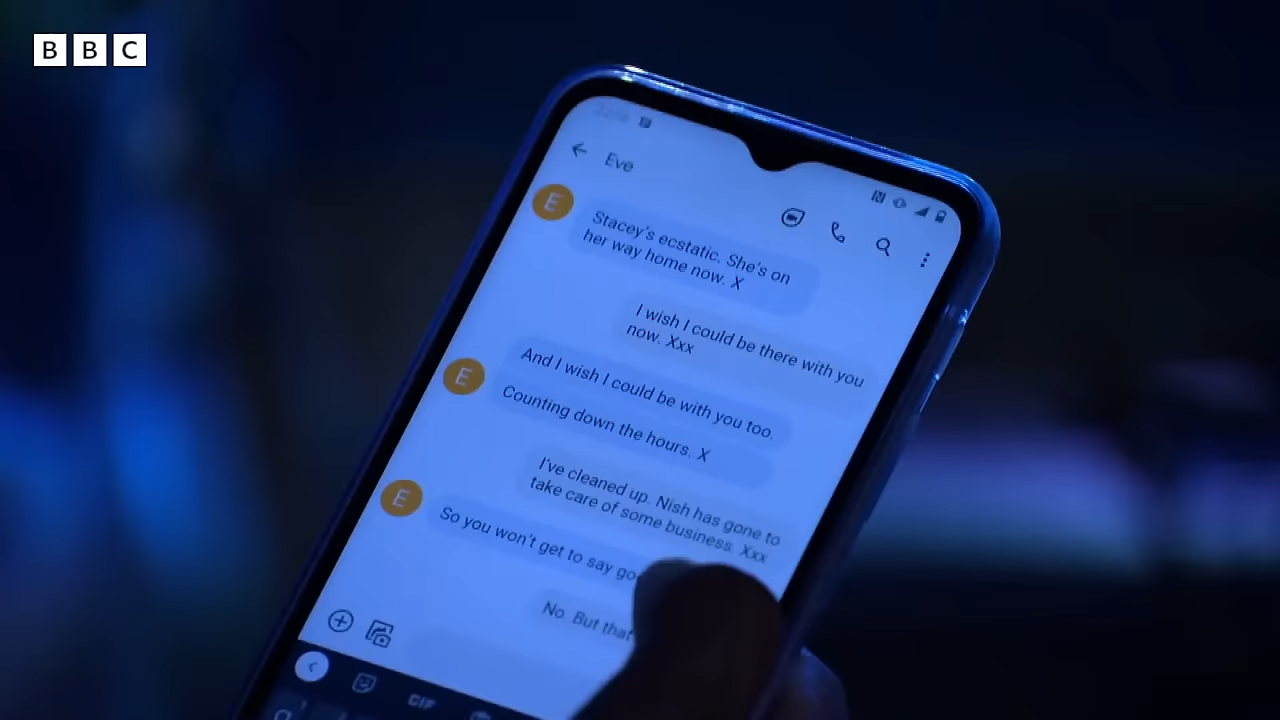 BBC
Eve
E
Stacey's ecstatic. She's on
her way home now. X
I wish I could be there with you
now. Xxx
E
And I wish I could be with you too.
Counting down the hours. X
I've cleaned up. Nish has gone to
take care of some business. Xxx
E
So you won't get to say
No. But that
GIF